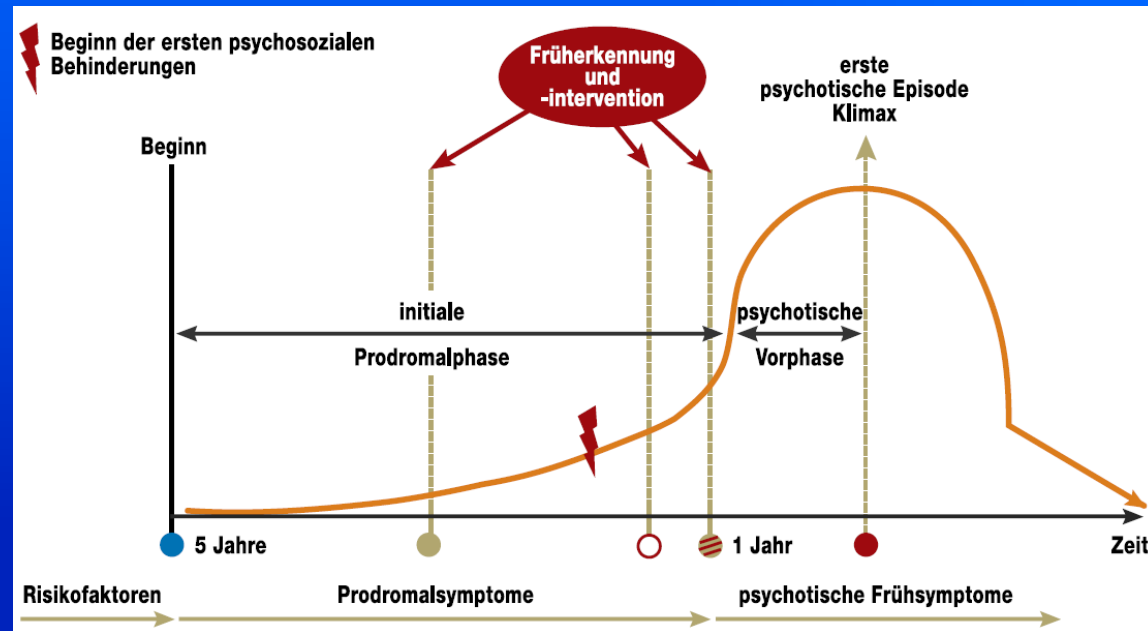 Beginn der ersten psychosozialen
Behinderungen
Früherkennung
und
-intervention
erste
psychotische Episode
Klimax
Beginn
initiale
Prodromalphase
psychotische
Vorphase
5 Jahre
1 Jahr
Zeit
Risikofaktoren
Prodromalsymptome
psychotische Frühsymptome